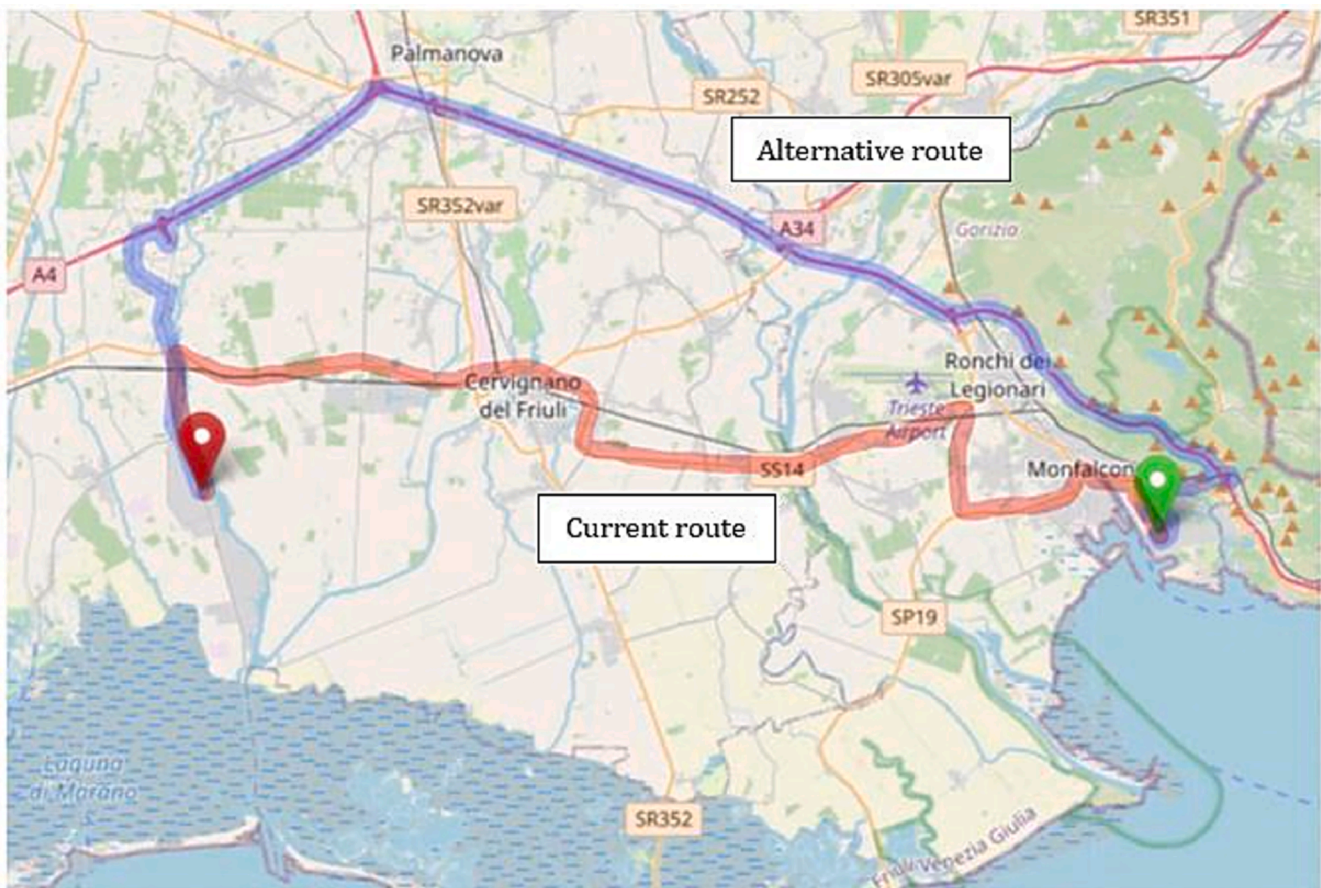 SR351
Palmanova
SR305var
SR252
Alternative route
SR352var
A34
Gorizia
A4
Ronchi dei
Legionari
Cervignano
del Friuli
Trieste
Airport
SS14
Monfalcon
Current route
SP19
Laguna
di Marano
SR352
Friuli-Venezia Giulia